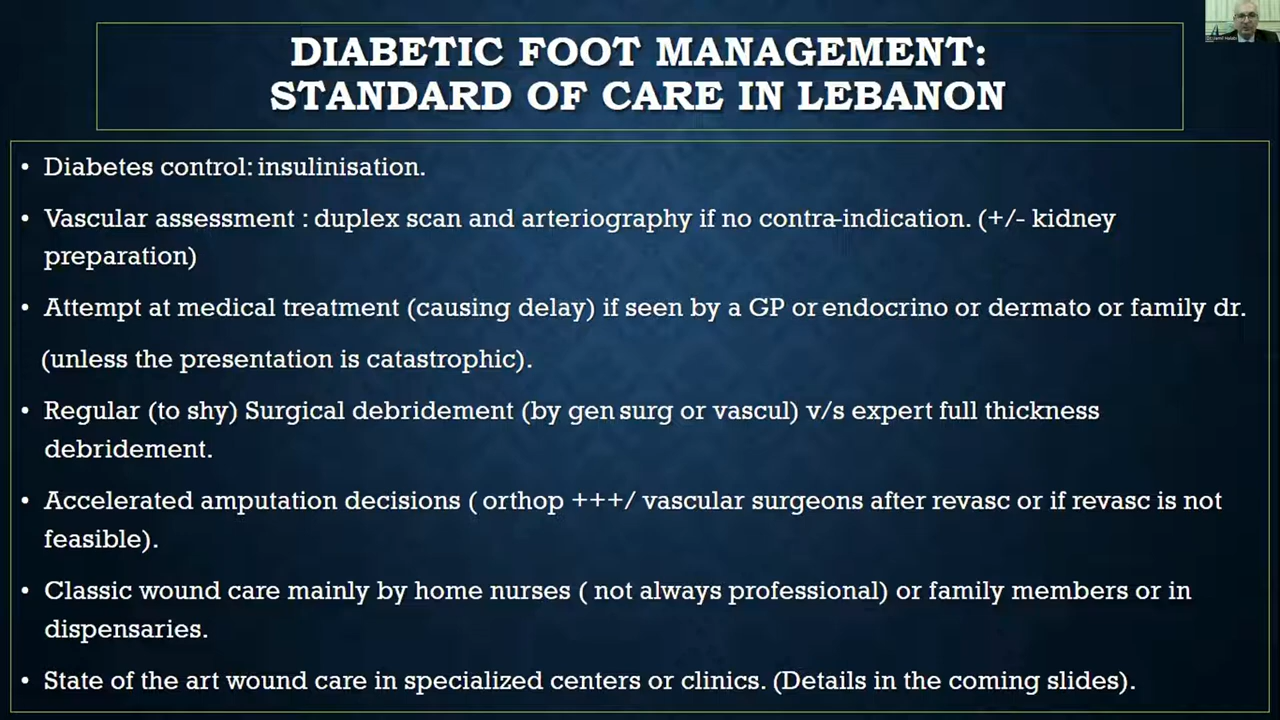 DIABETIC FOOT MANAGEMENT:
STANDARD OF CARE IN LEBANON
• Diabetes control: insulinisation.
• Vascular assessment : duplex scan and arteriography if no contra-indication. (+/- kidney
preparation)
• Attempt at medical treatment (causing delay) if seen by a GP or endocrino or dermato or family dr.
(unless the presentation is catastrophic).
• Regular (to shy) Surgical debridement (by gen surg or vascul) v/s expert full thickness
debridement.
• Accelerated amputation decisions ( orthop +++/ vascular surgeons after revasc or if revasc is not
feasible).
• Classic wound care mainly by home nurses ( not always professional) or family members or in
dispensaries.
• State of the art wound care in specialized centers or clinics. (Details in the coming slides).